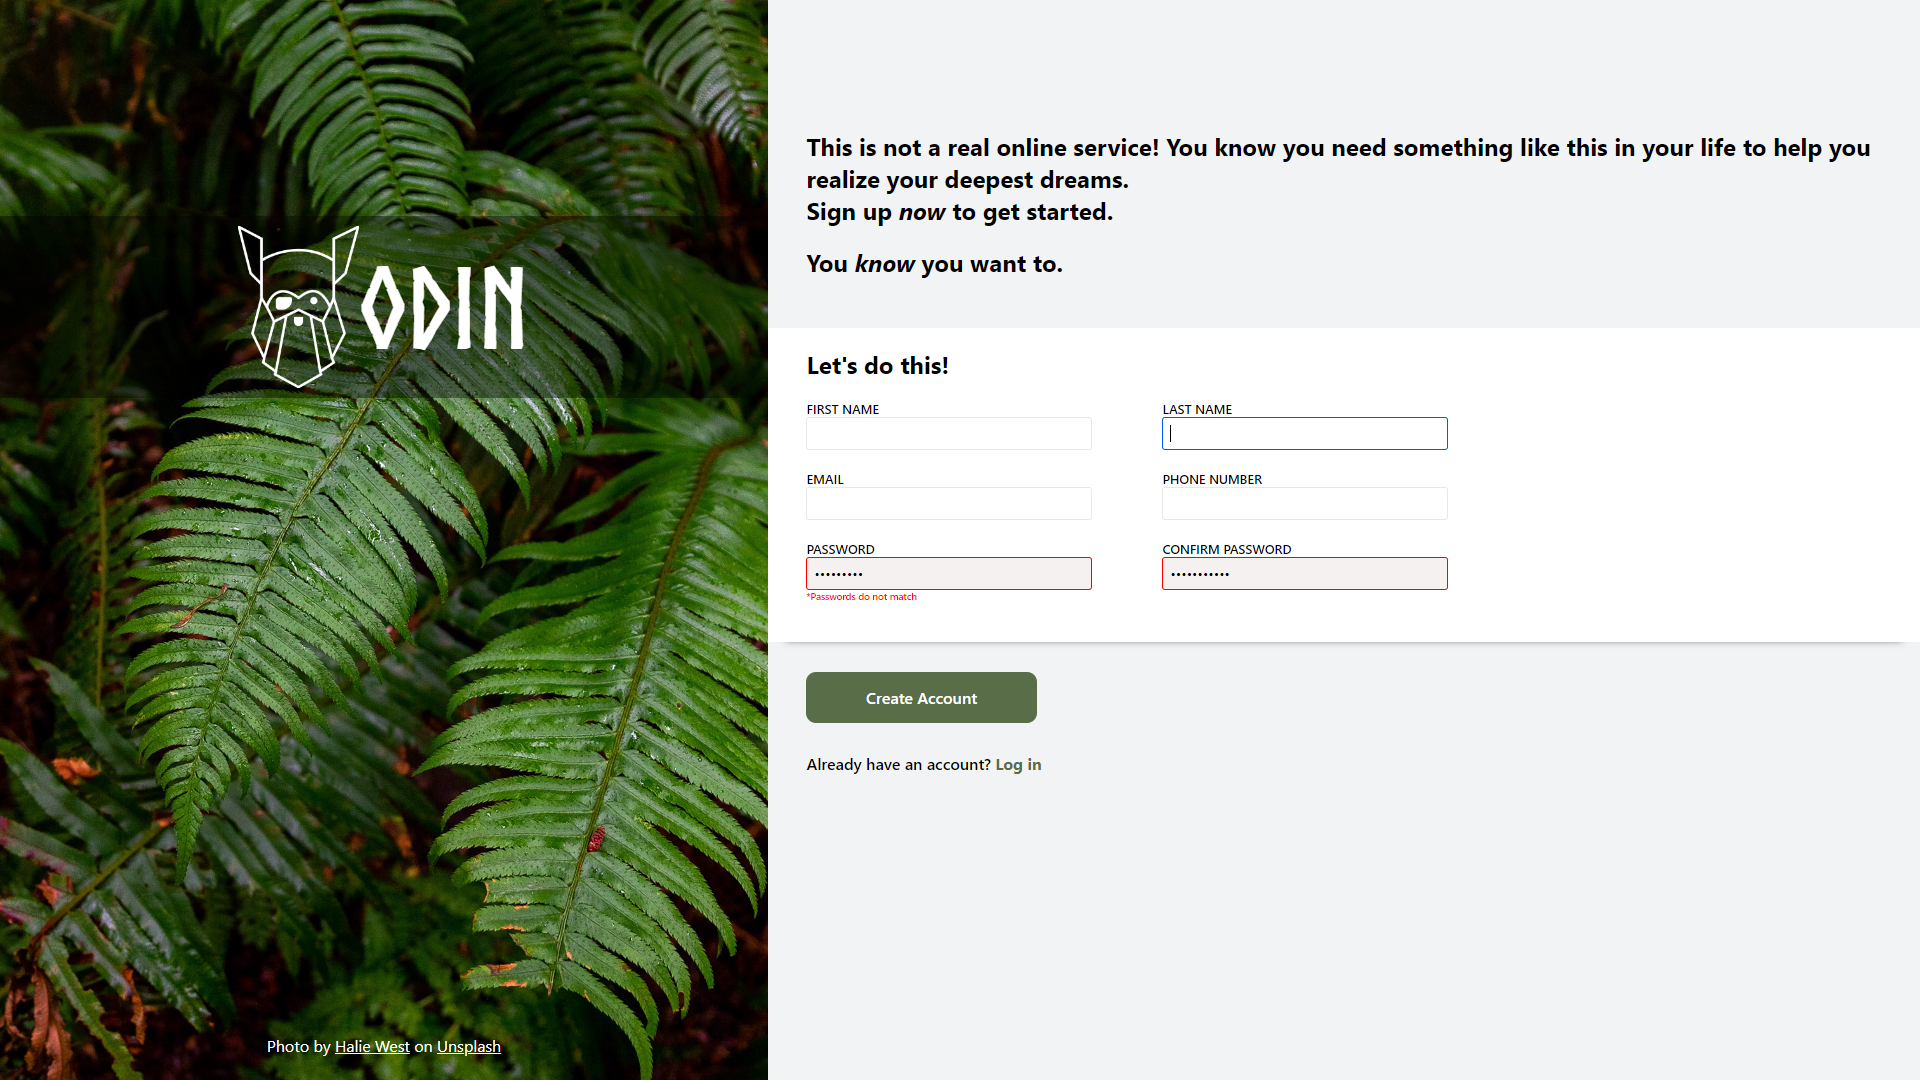 ODIN
Photo by Halie West on Unsplash
This is not a real online service! You know you need something like this in your life to help you
realize your deepest dreams.
Sign up now to get started.
You know you want to.
Let's do this!
FIRST NAME
LAST NAME
EMAIL
PHONE NUMBER
PASSWORD
CONFIRM PASSWORD
•••••••••
•••••••••••
*Passwords do not match
Create Account
Already have an account? Log in